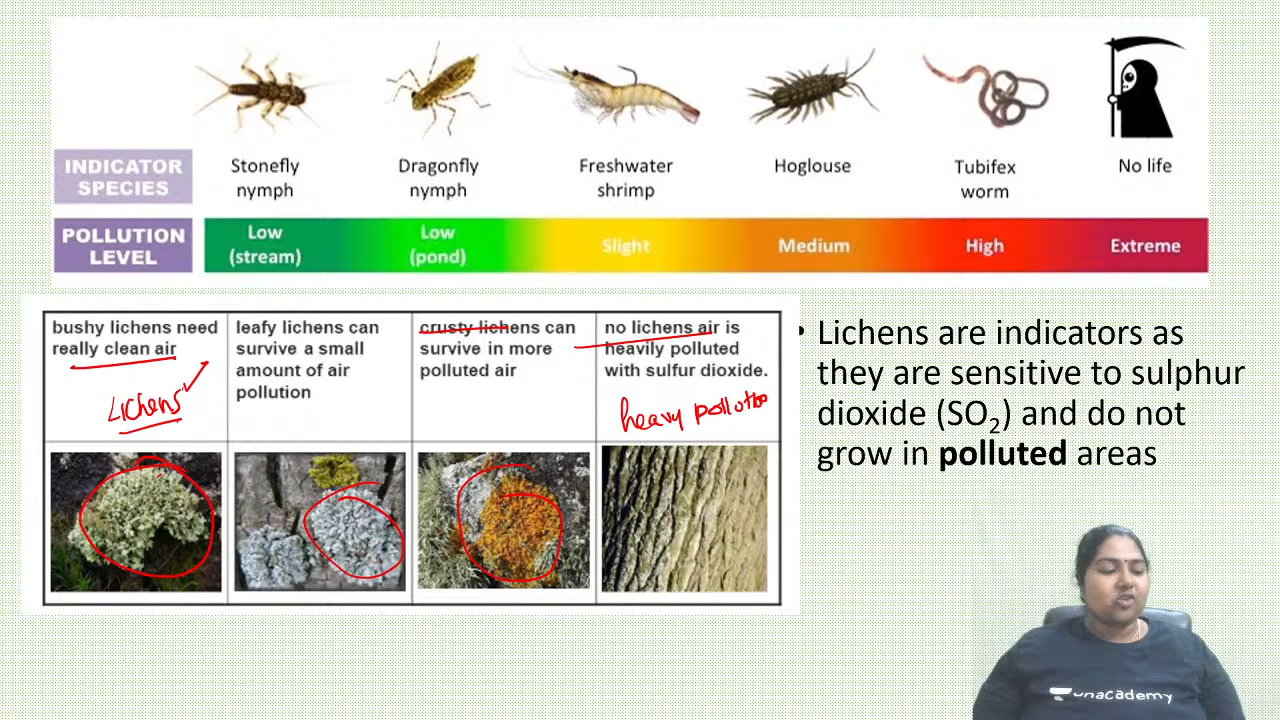 INDICATOR
SPECIES
Stonefly
nymph
Dragonfly
nymph
Freshwater
shrimp
Hoglouse
Tubifex
worm
No life
POLLUTION
LEVEL
Low
(stream)
Low
(pond)
Slight
Medium
High
Extreme
bushy lichens need
really clean air
Lichens
leafy lichens can
survive a small
amount of air
pollution
crusty lichens can
survive in more
polluted air
no lichens air is
heavily polluted
with sulfur dioxide.
heavy pollution
• Lichens are indicators as
they are sensitive to sulphur
dioxide (SO₂) and do not
grow in polluted areas
unacademy